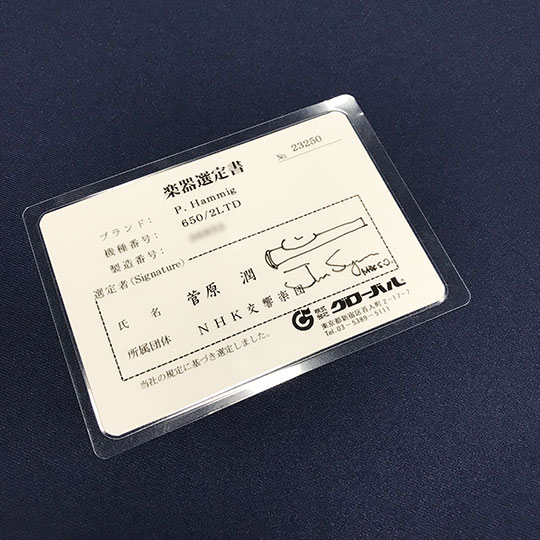 No. 23250
楽器選定書
ブランド： P. Hammig
機種番号： 650/2LTD
製造番号：
選定者(Signature)
氏 名 菅原 潤
所属団体 NHK交響楽団
当社の規定に基づき選定しました。
株式会社 グローバル
東京都新宿区百人町2-17-7
Tel.03-5389-5111